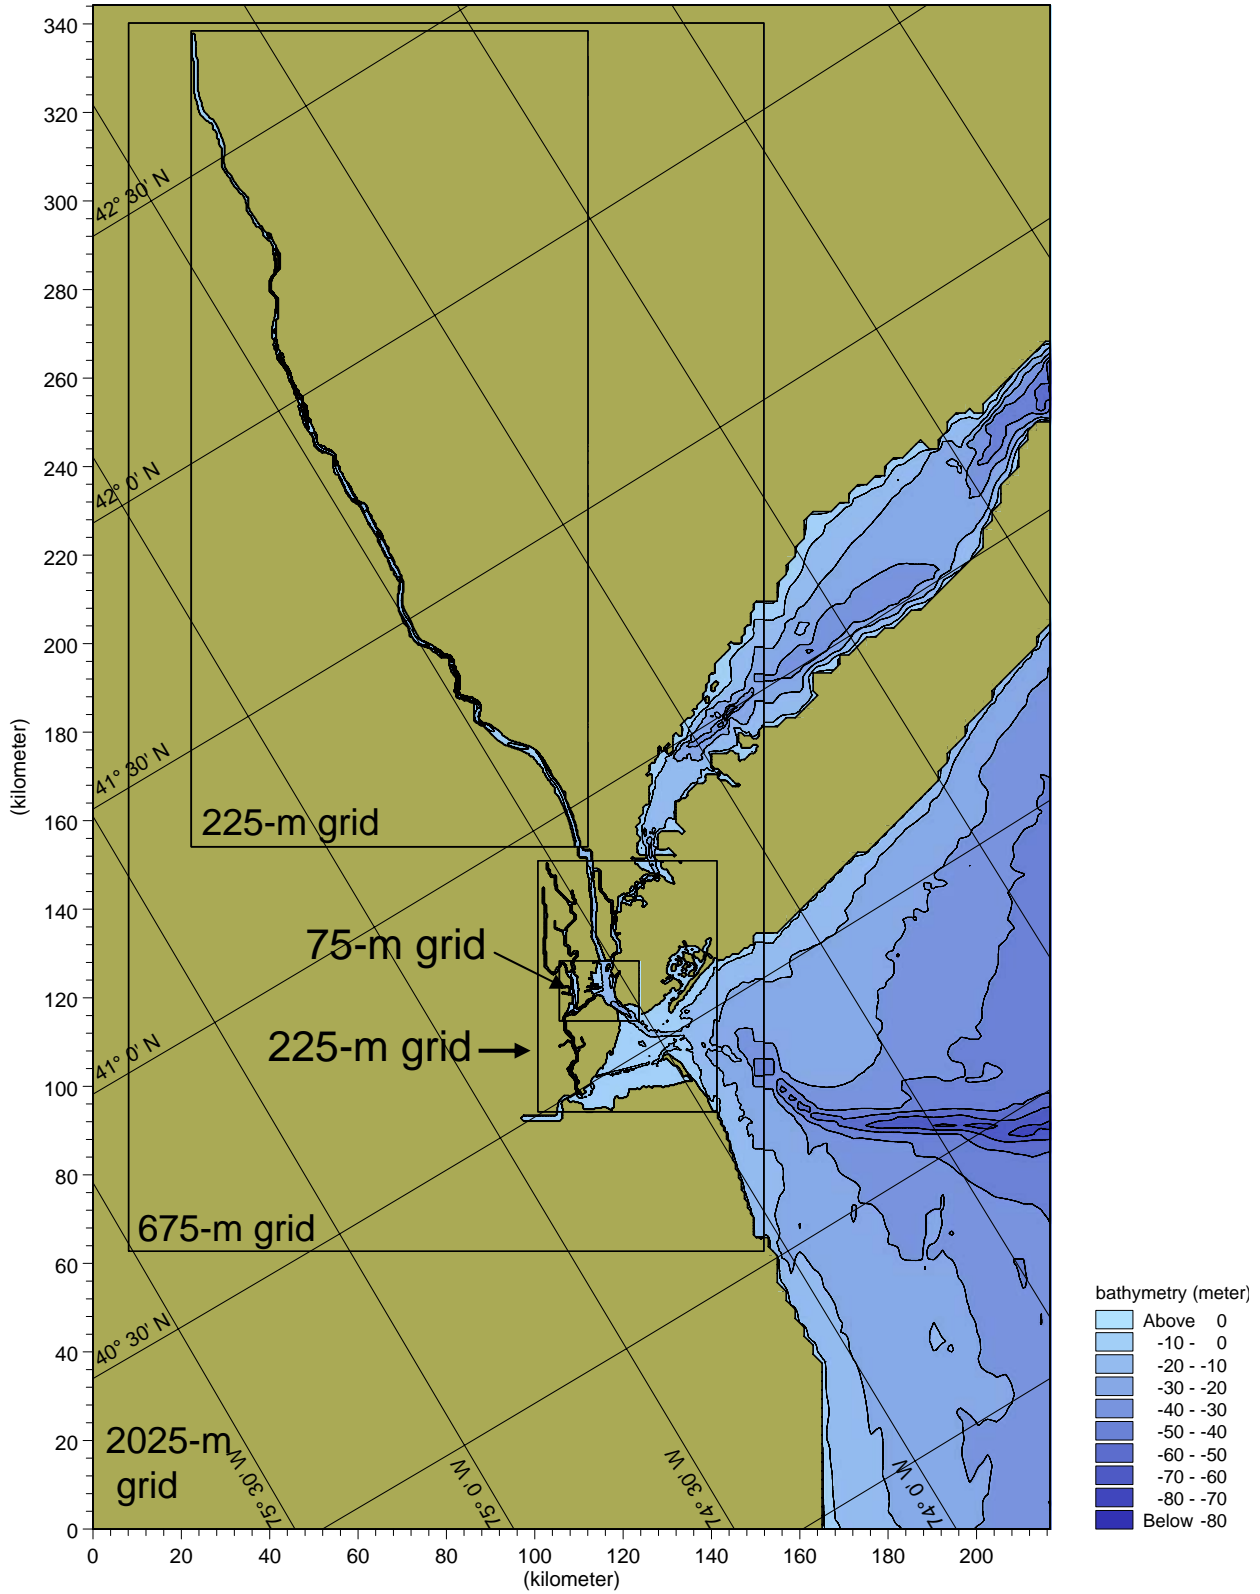 340
320
300
280
260
240
220
200
180
160
140
120
100
80
60
40
20
0
(kilometer)
42° 30' N
42° 0' N
41° 30' N
41° 0' N
40° 30' N
225-m grid
75-m grid
225-m grid
675-m grid
2025-m
grid
75° 30' W
75° 0' W
74° 30' W
74° 0' W
0 20 40 60 80 100 120 140 160 180 200
(kilometer)
bathymetry (meter)
Above 0
-10 - 0
-20 - -10
-30 - -20
-40 - -30
-50 - -40
-60 - -50
-70 - -60
-80 - -70
Below -80